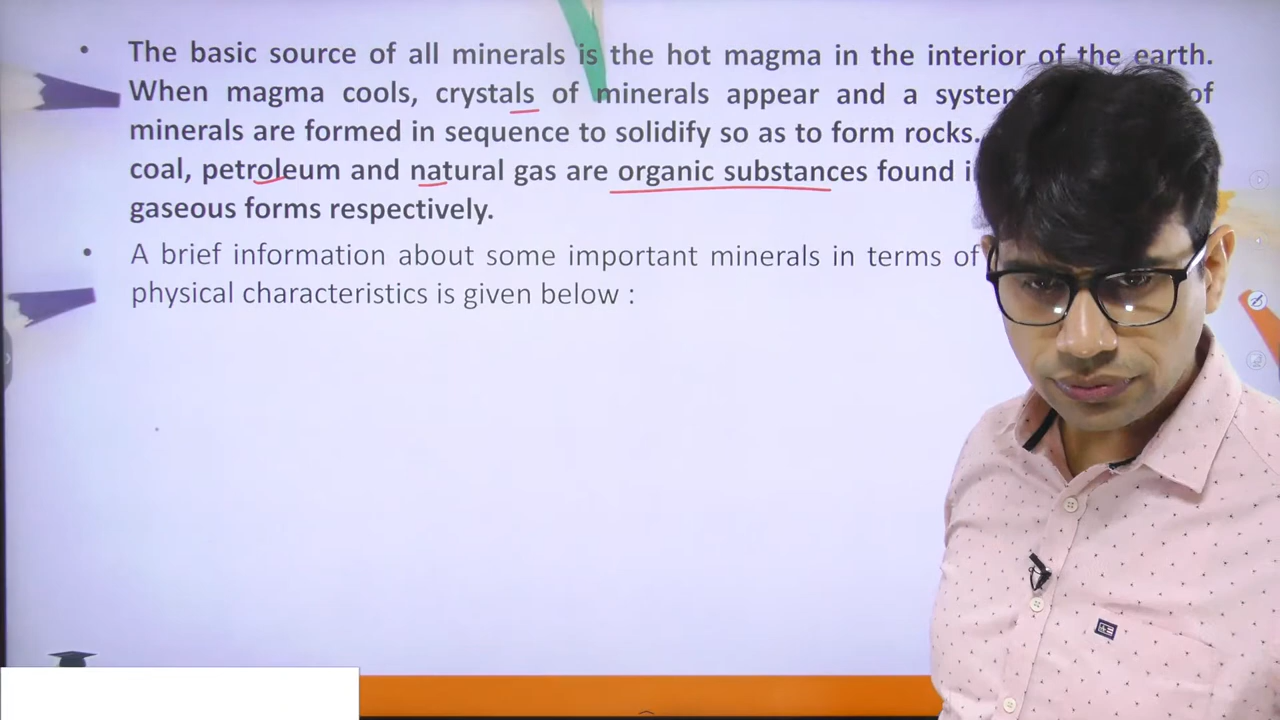 • The basic source of all minerals is the hot magma in the interior of the earth.
When magma cools, crystals of minerals appear and a of
minerals are formed in sequence to solidify so as to form rocks.
coal, petroleum and natural gas are organic substances found
gaseous forms respectively.
• A brief information about some important minerals in terms of
physical characteristics is given below :